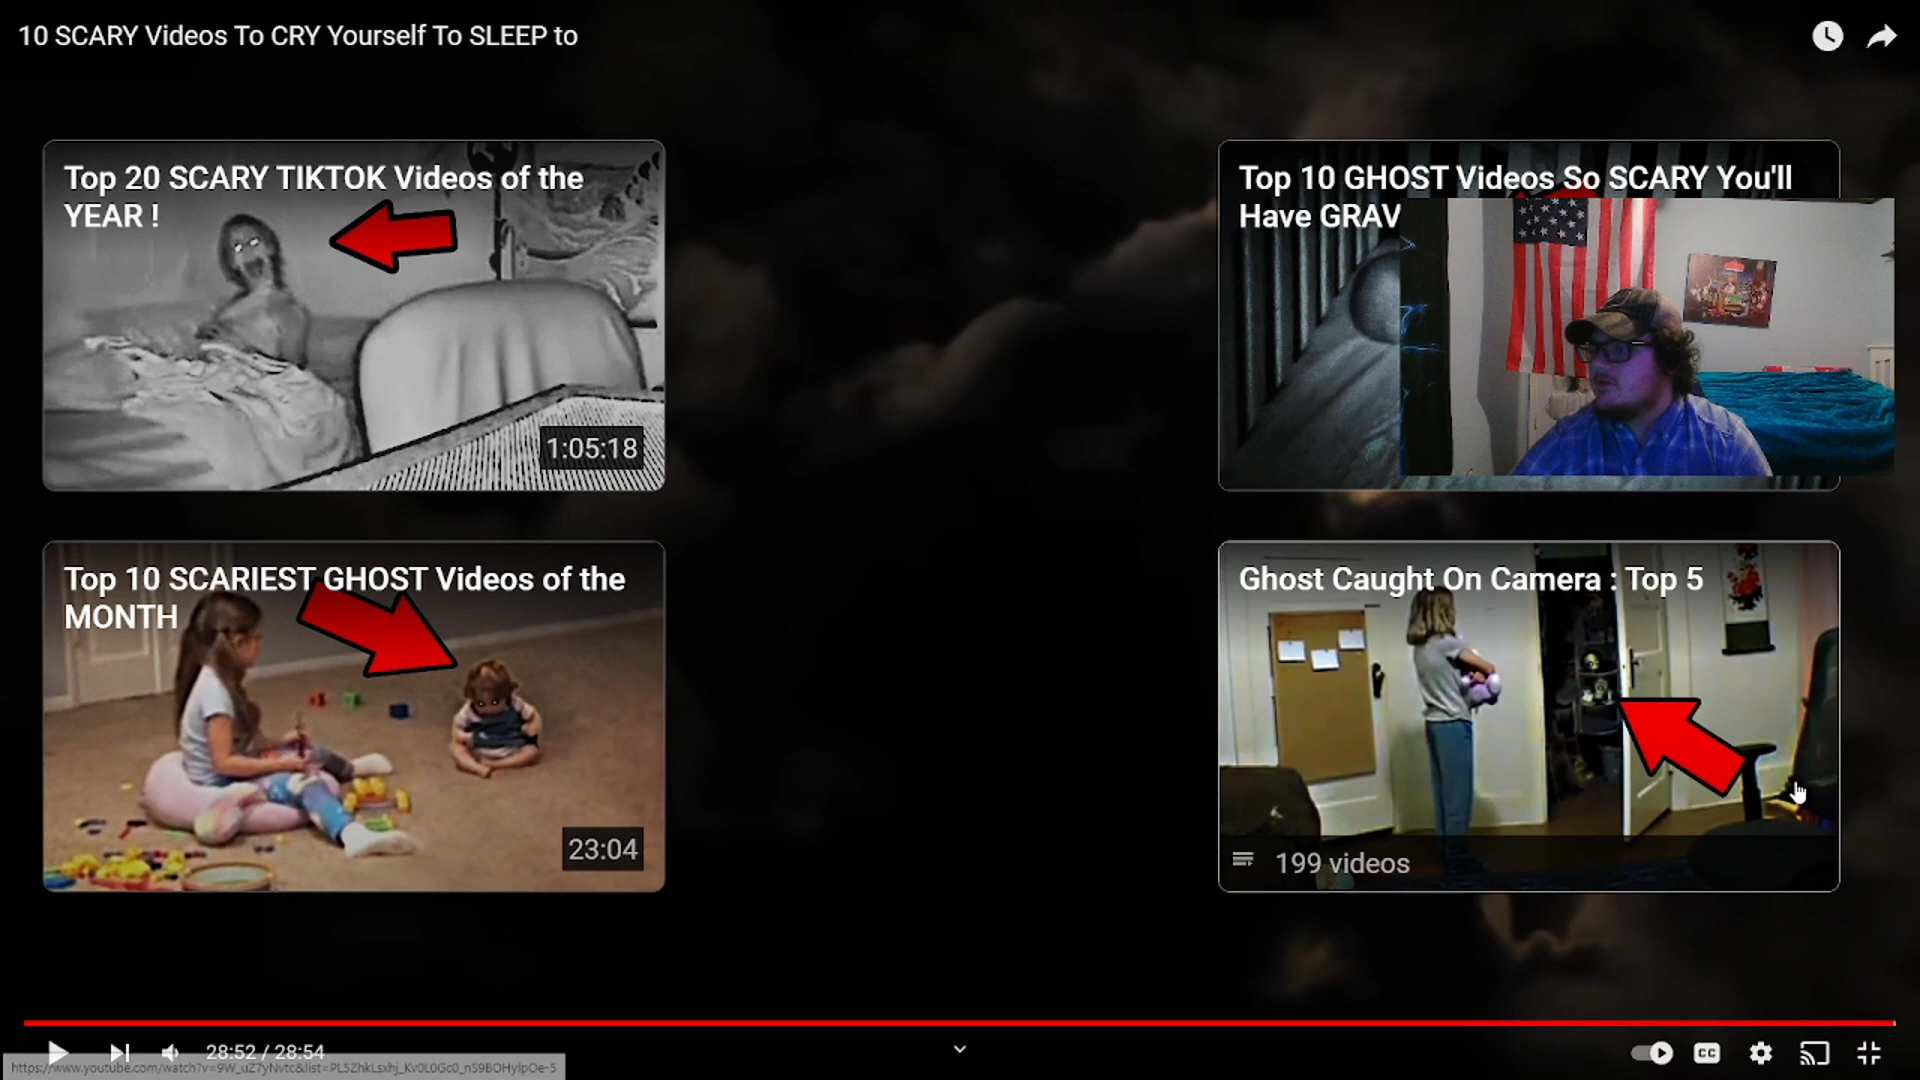 10 SCARY Videos To CRY Yourself To SLEEP to
Top 20 SCARY TIKTOK Videos of the
YEAR !
1:05:18
Top 10 GHOST Videos So SCARY You'll
Have GRAV
Top 10 SCARIEST GHOST Videos of the
MONTH
23:04
Ghost Caught On Camera : Top 5
199 videos
28:52 / 28:54
CC